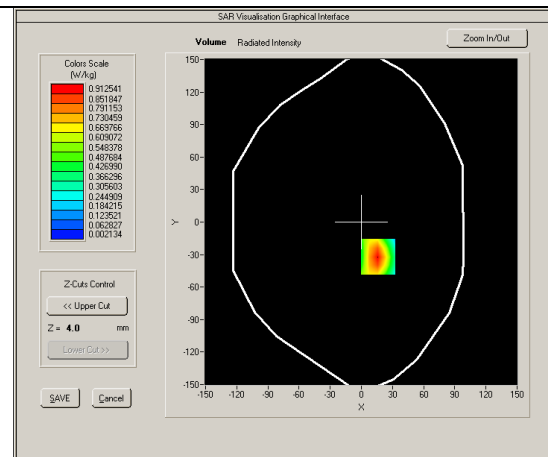 SAR Visualisation Graphical Interface
Volume Radiated Intensity
Zoom In/Out
Colors Scale
(W/kg)
0.912541
0.851847
0.791153
0.730459
0.669766
0.609072
0.548378
0.487684
0.426990
0.366296
0.305603
0.244909
0.184215
0.123521
0.062827
0.002134
Z-Cuts Control
<< Upper Cut
Z = 4.0 mm
Lower Cut >>
SAVE Cancel
150
120
90
60
30
0
-30
-60
-90
-120
-150
Y
-150 -120 -90 -60 -30 0 30 60 90 120 150
X